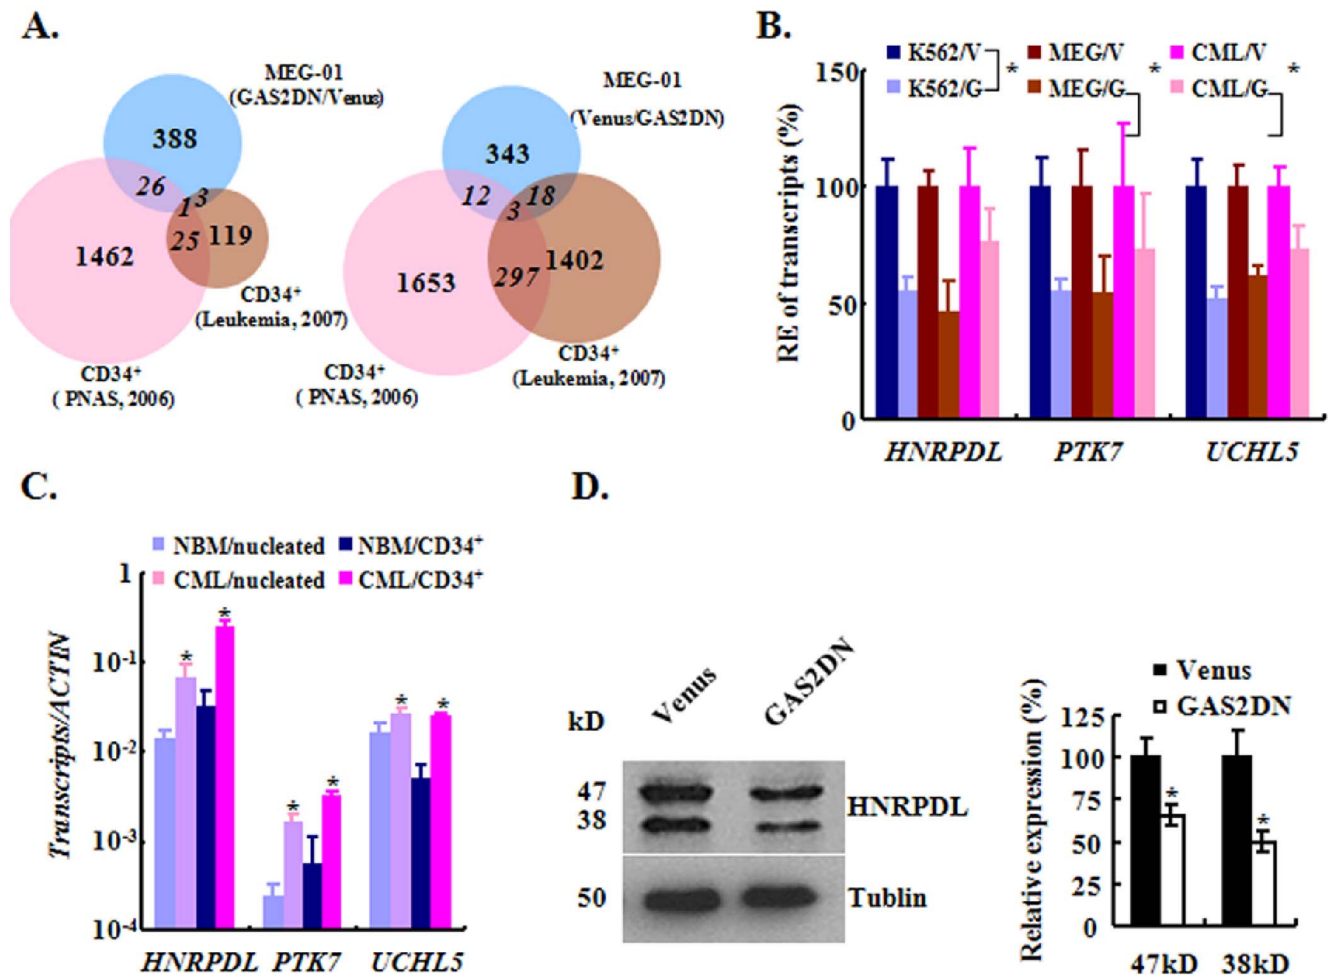 A.
MEG-01
(GAS2DN/Venus)
388
26
3
1
25
119
1462
CD34+
(Leukemia, 2007)
CD34+
( PNAS, 2006)
MEG-01
(Venus/GAS2DN)
343
12
18
3
297
1402
1653
CD34+
(Leukemia, 2007)
CD34+
( PNAS, 2006)
B.
K562/V
MEG/V
CML/V
* * *
K562/G
MEG/G
CML/G
RE of transcripts (%)
150
100
50
0
HNRPDL PTK7 UCHL5
C.
NBM/nucleated NBM/CD34+
CML/nucleated CML/CD34+
Transcripts/ACTIN
1
10-1
10-2
10-3
10-4
* * * * * *
HNRPDL PTK7 UCHL5
D.
kD
Venus
GAS2DN
47
38
HNRPDL
50
Tublin
Venus
GAS2DN
Relative expression (%)
125
100
75
50
25
0
* *
47kD 38kD